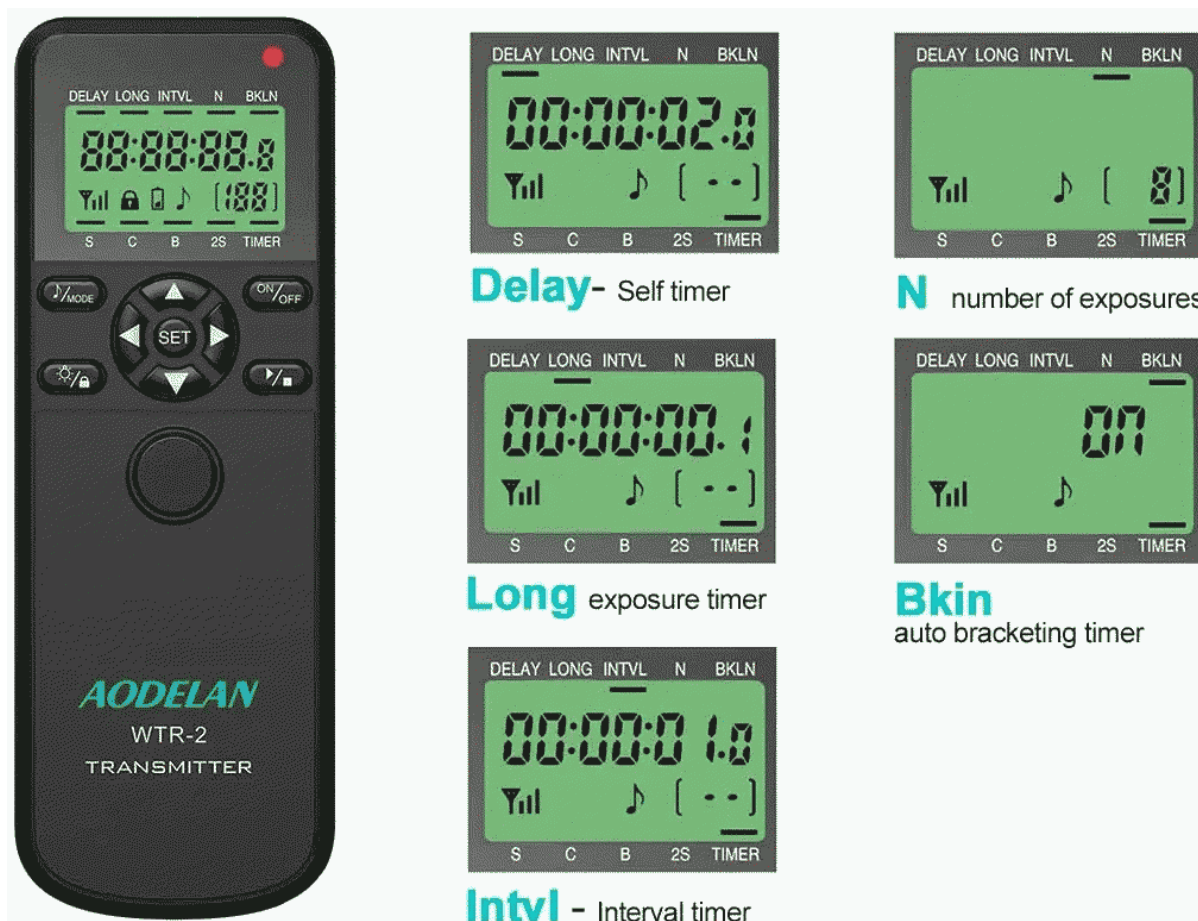 DELAY LONG INTVL N BKLN
88:88:88.8
[188]
S C B 2S TIMER
♪/MODE
ON/OFF
SET
AODELAN
WTR-2
TRANSMITTER
DELAY LONG INTVL N BKLN
00:00:02.0
[ --]
S C B 2S TIMER
Delay- Self timer
DELAY LONG INTVL N BKLN
00:00:00.1
[ --]
S C B 2S TIMER
Long exposure timer
DELAY LONG INTVL N BKLN
00:00:01.0
[ --]
S C B 2S TIMER
Intvl - Interval timer
DELAY LONG INTVL N BKLN
[ 8]
S C B 2S TIMER
N number of exposures
DELAY LONG INTVL N BKLN
on
S C B 2S TIMER
Bkin
auto bracketing timer